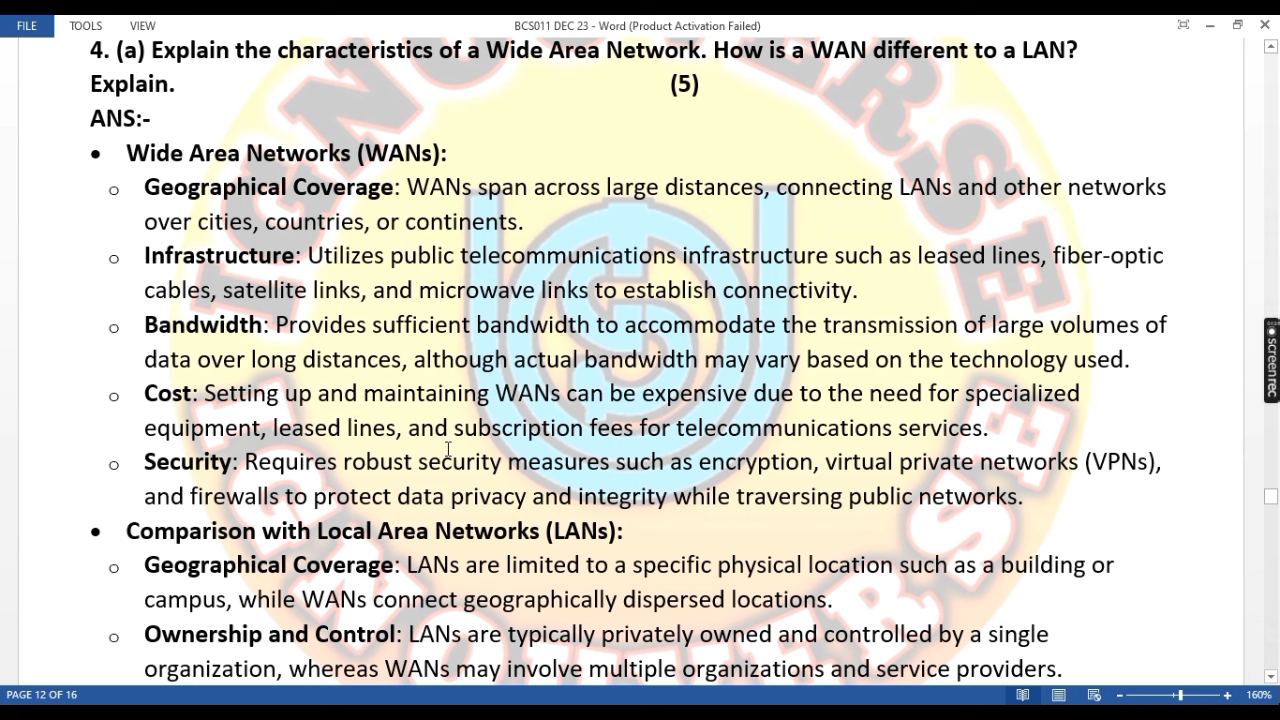 FILE TOOLS VIEW BCS011 DEC 23 - Word (Product Activation Failed)
4. (a) Explain the characteristics of a Wide Area Network. How is a WAN different to a LAN?
Explain. (5)
ANS:-
• Wide Area Networks (WANs):
o Geographical Coverage: WANs span across large distances, connecting LANs and other networks
over cities, countries, or continents.
o Infrastructure: Utilizes public telecommunications infrastructure such as leased lines, fiber-optic
cables, satellite links, and microwave links to establish connectivity.
o Bandwidth: Provides sufficient bandwidth to accommodate the transmission of large volumes of
data over long distances, although actual bandwidth may vary based on the technology used.
o Cost: Setting up and maintaining WANs can be expensive due to the need for specialized
equipment, leased lines, and subscription fees for telecommunications services.
o Security: Requires robust security measures such as encryption, virtual private networks (VPNs),
and firewalls to protect data privacy and integrity while traversing public networks.
• Comparison with Local Area Networks (LANs):
o Geographical Coverage: LANs are limited to a specific physical location such as a building or
campus, while WANs connect geographically dispersed locations.
o Ownership and Control: LANs are typically privately owned and controlled by a single
organization, whereas WANs may involve multiple organizations and service providers.
IGNOUVERSE
IGNOUVERSE
screenrec
PAGE 12 OF 16 160%